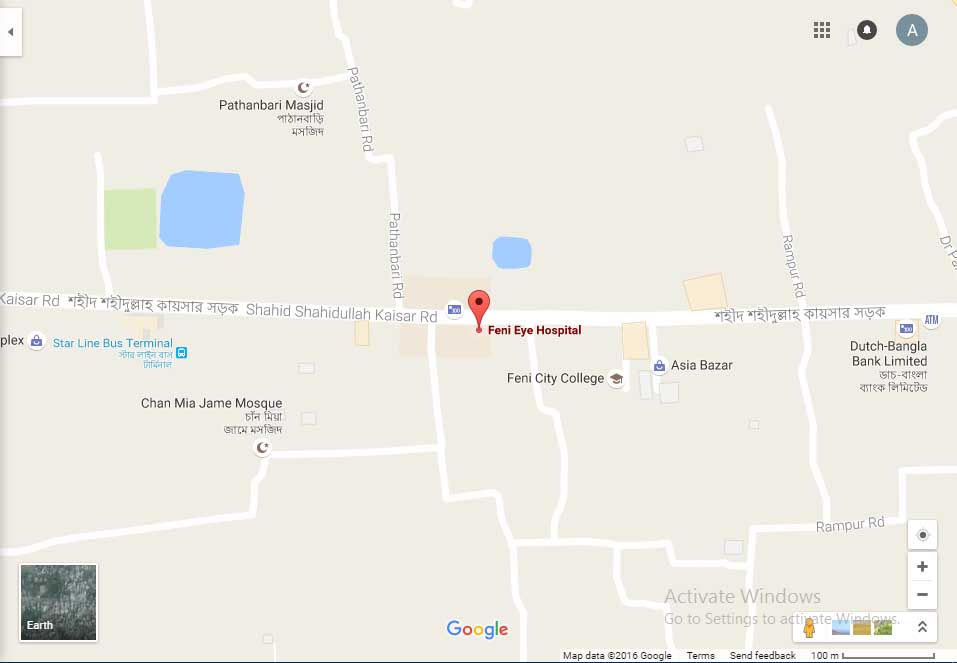 A
Pathanbari Masjid
পাঠানবাড়ি
মসজিদ
Pathanbari Rd
Pathanbari Rd
Rampur Rd
Kaisar Rd শহীদ শহীদুল্লাহ কায়সার সড়ক Shahid Shahidullah Kaisar Rd
শহীদ শহীদুল্লাহ কায়সার সড়ক
ATM
Feni Eye Hospital
plex
Star Line Bus Terminal
স্টার লাইন বাস
টার্মিনাল
Dutch-Bangla
Bank Limited
ডাচ-বাংলা
ব্যাংক লিমিটেড
Asia Bazar
Feni City College
Chan Mia Jame Mosque
চাঁন মিয়া
জামে মসজিদ
Rampur Rd
Activate Windows
Go to Settings to activate Windows.
Earth
Google
Map data ©2016 Google Terms Send feedback 100 m